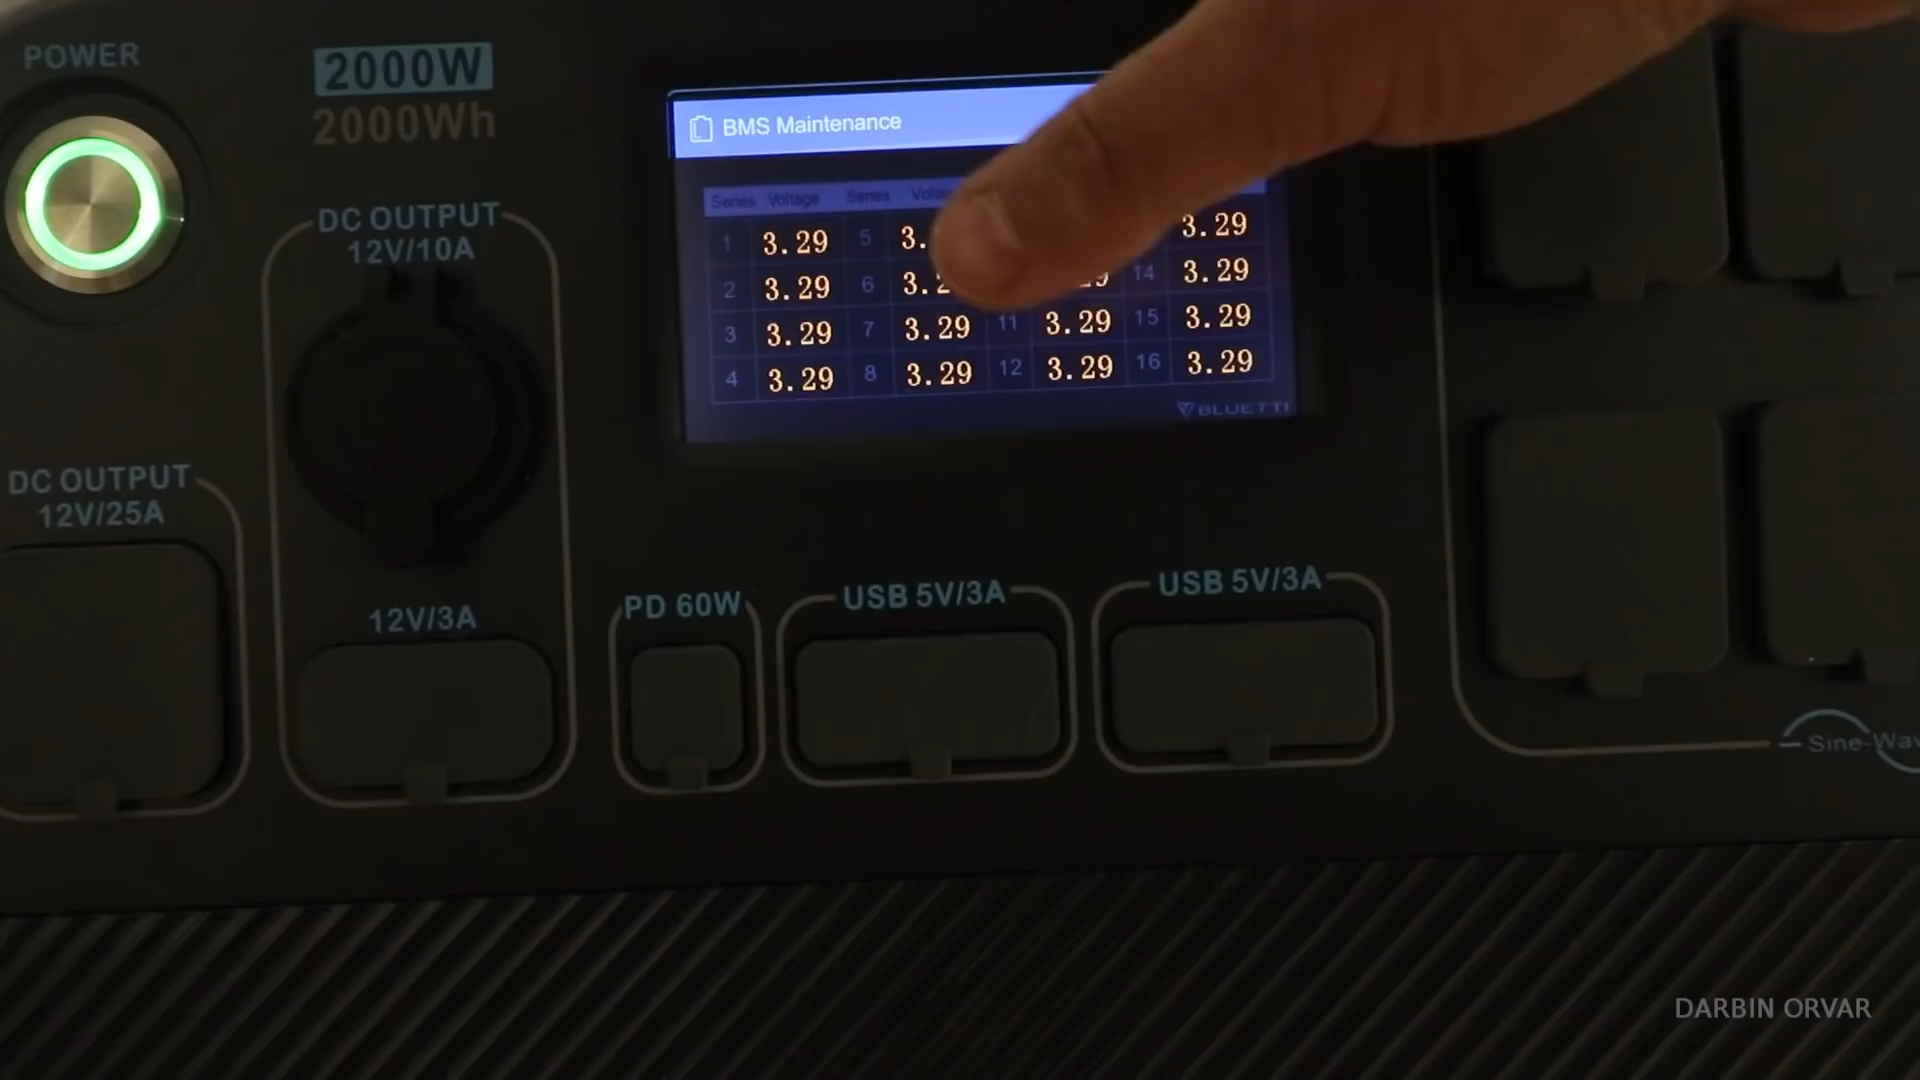 POWER
2000W
2000Wh
DC OUTPUT
12V/10A
DC OUTPUT
12V/25A
12V/3A
BMS Maintenance
Series Voltage Series
1 3.29 5 3. 3.29
2 3.29 6 3.2 14 3.29
3 3.29 7 3.29 11 3.29 15 3.29
4 3.29 8 3.29 12 3.29 16 3.29
BLUETTI
PD 60W
USB 5V/3A
USB 5V/3A
DARBIN ORVAR